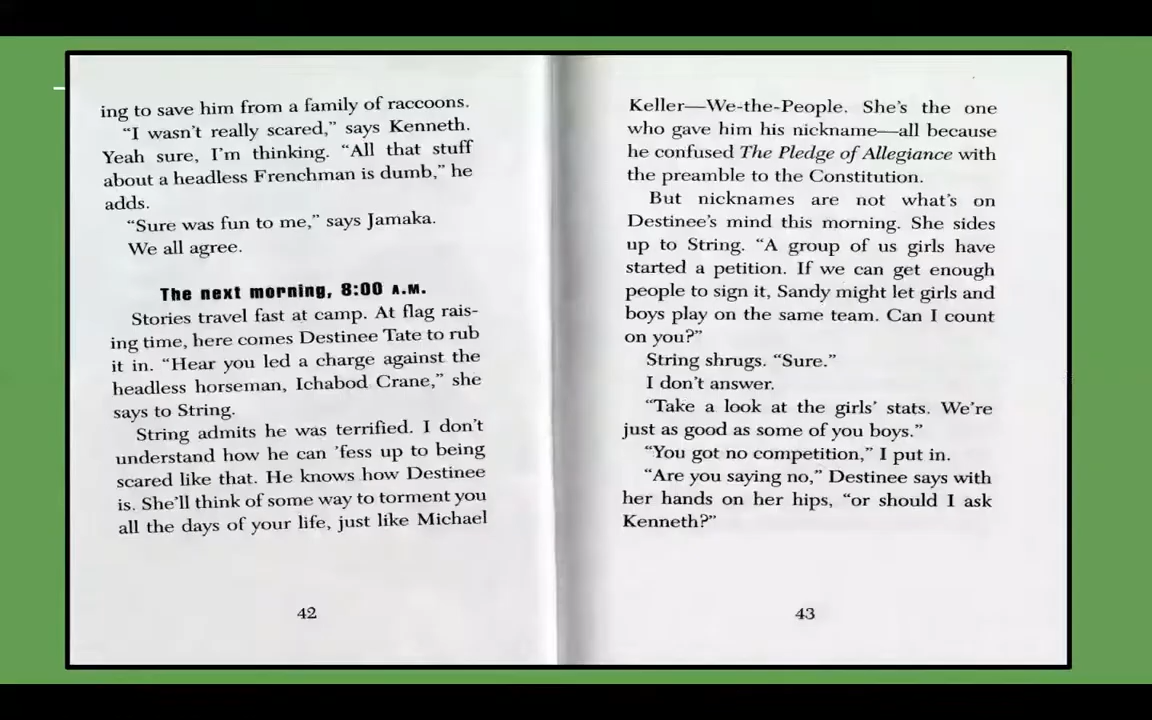 ing to save him from a family of raccoons.
“I wasn’t really scared,” says Kenneth.
Yeah sure, I’m thinking. “All that stuff
about a headless Frenchman is dumb,” he
adds.
“Sure was fun to me,” says Jamaka.
We all agree.
The next morning, 8:00 A.M.
Stories travel fast at camp. At flag rais-
ing time, here comes Destinee Tate to rub
it in. “Hear you led a charge against the
headless horseman, Ichabod Crane,” she
says to String.
String admits he was terrified. I don’t
understand how he can ’fess up to being
scared like that. He knows how Destinee
is. She’ll think of some way to torment you
all the days of your life, just like Michael
42
Keller—We-the-People. She’s the one
who gave him his nickname—all because
he confused The Pledge of Allegiance with
the preamble to the Constitution.
But nicknames are not what’s on
Destinee’s mind this morning. She sides
up to String. “A group of us girls have
started a petition. If we can get enough
people to sign it, Sandy might let girls and
boys play on the same team. Can I count
on you?”
String shrugs. “Sure.”
I don’t answer.
“Take a look at the girls’ stats. We’re
just as good as some of you boys.”
“You got no competition,” I put in.
“Are you saying no,” Destinee says with
her hands on her hips, “or should I ask
Kenneth?”
43